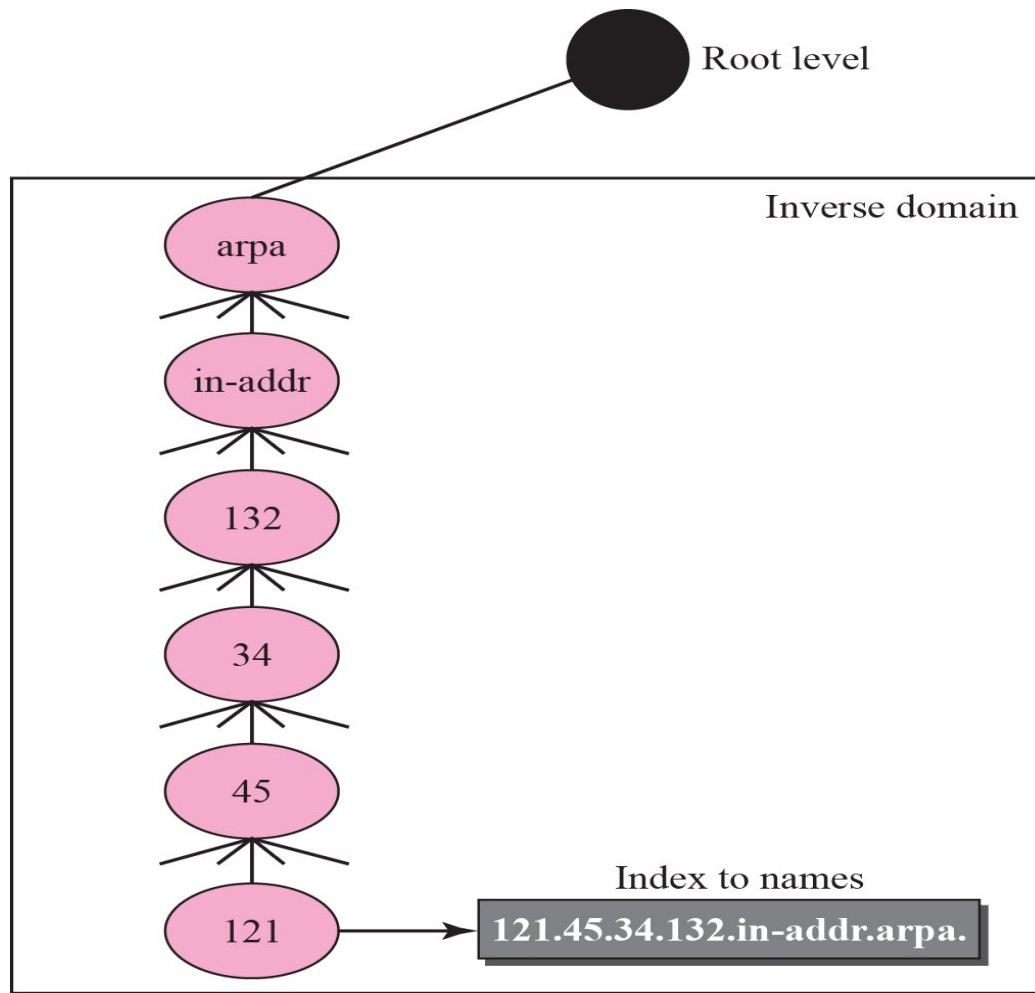 Root level
Inverse domain
arpa
in-addr
132
34
45
Index to names
121
121.45.34.132.in-addr.arpa.